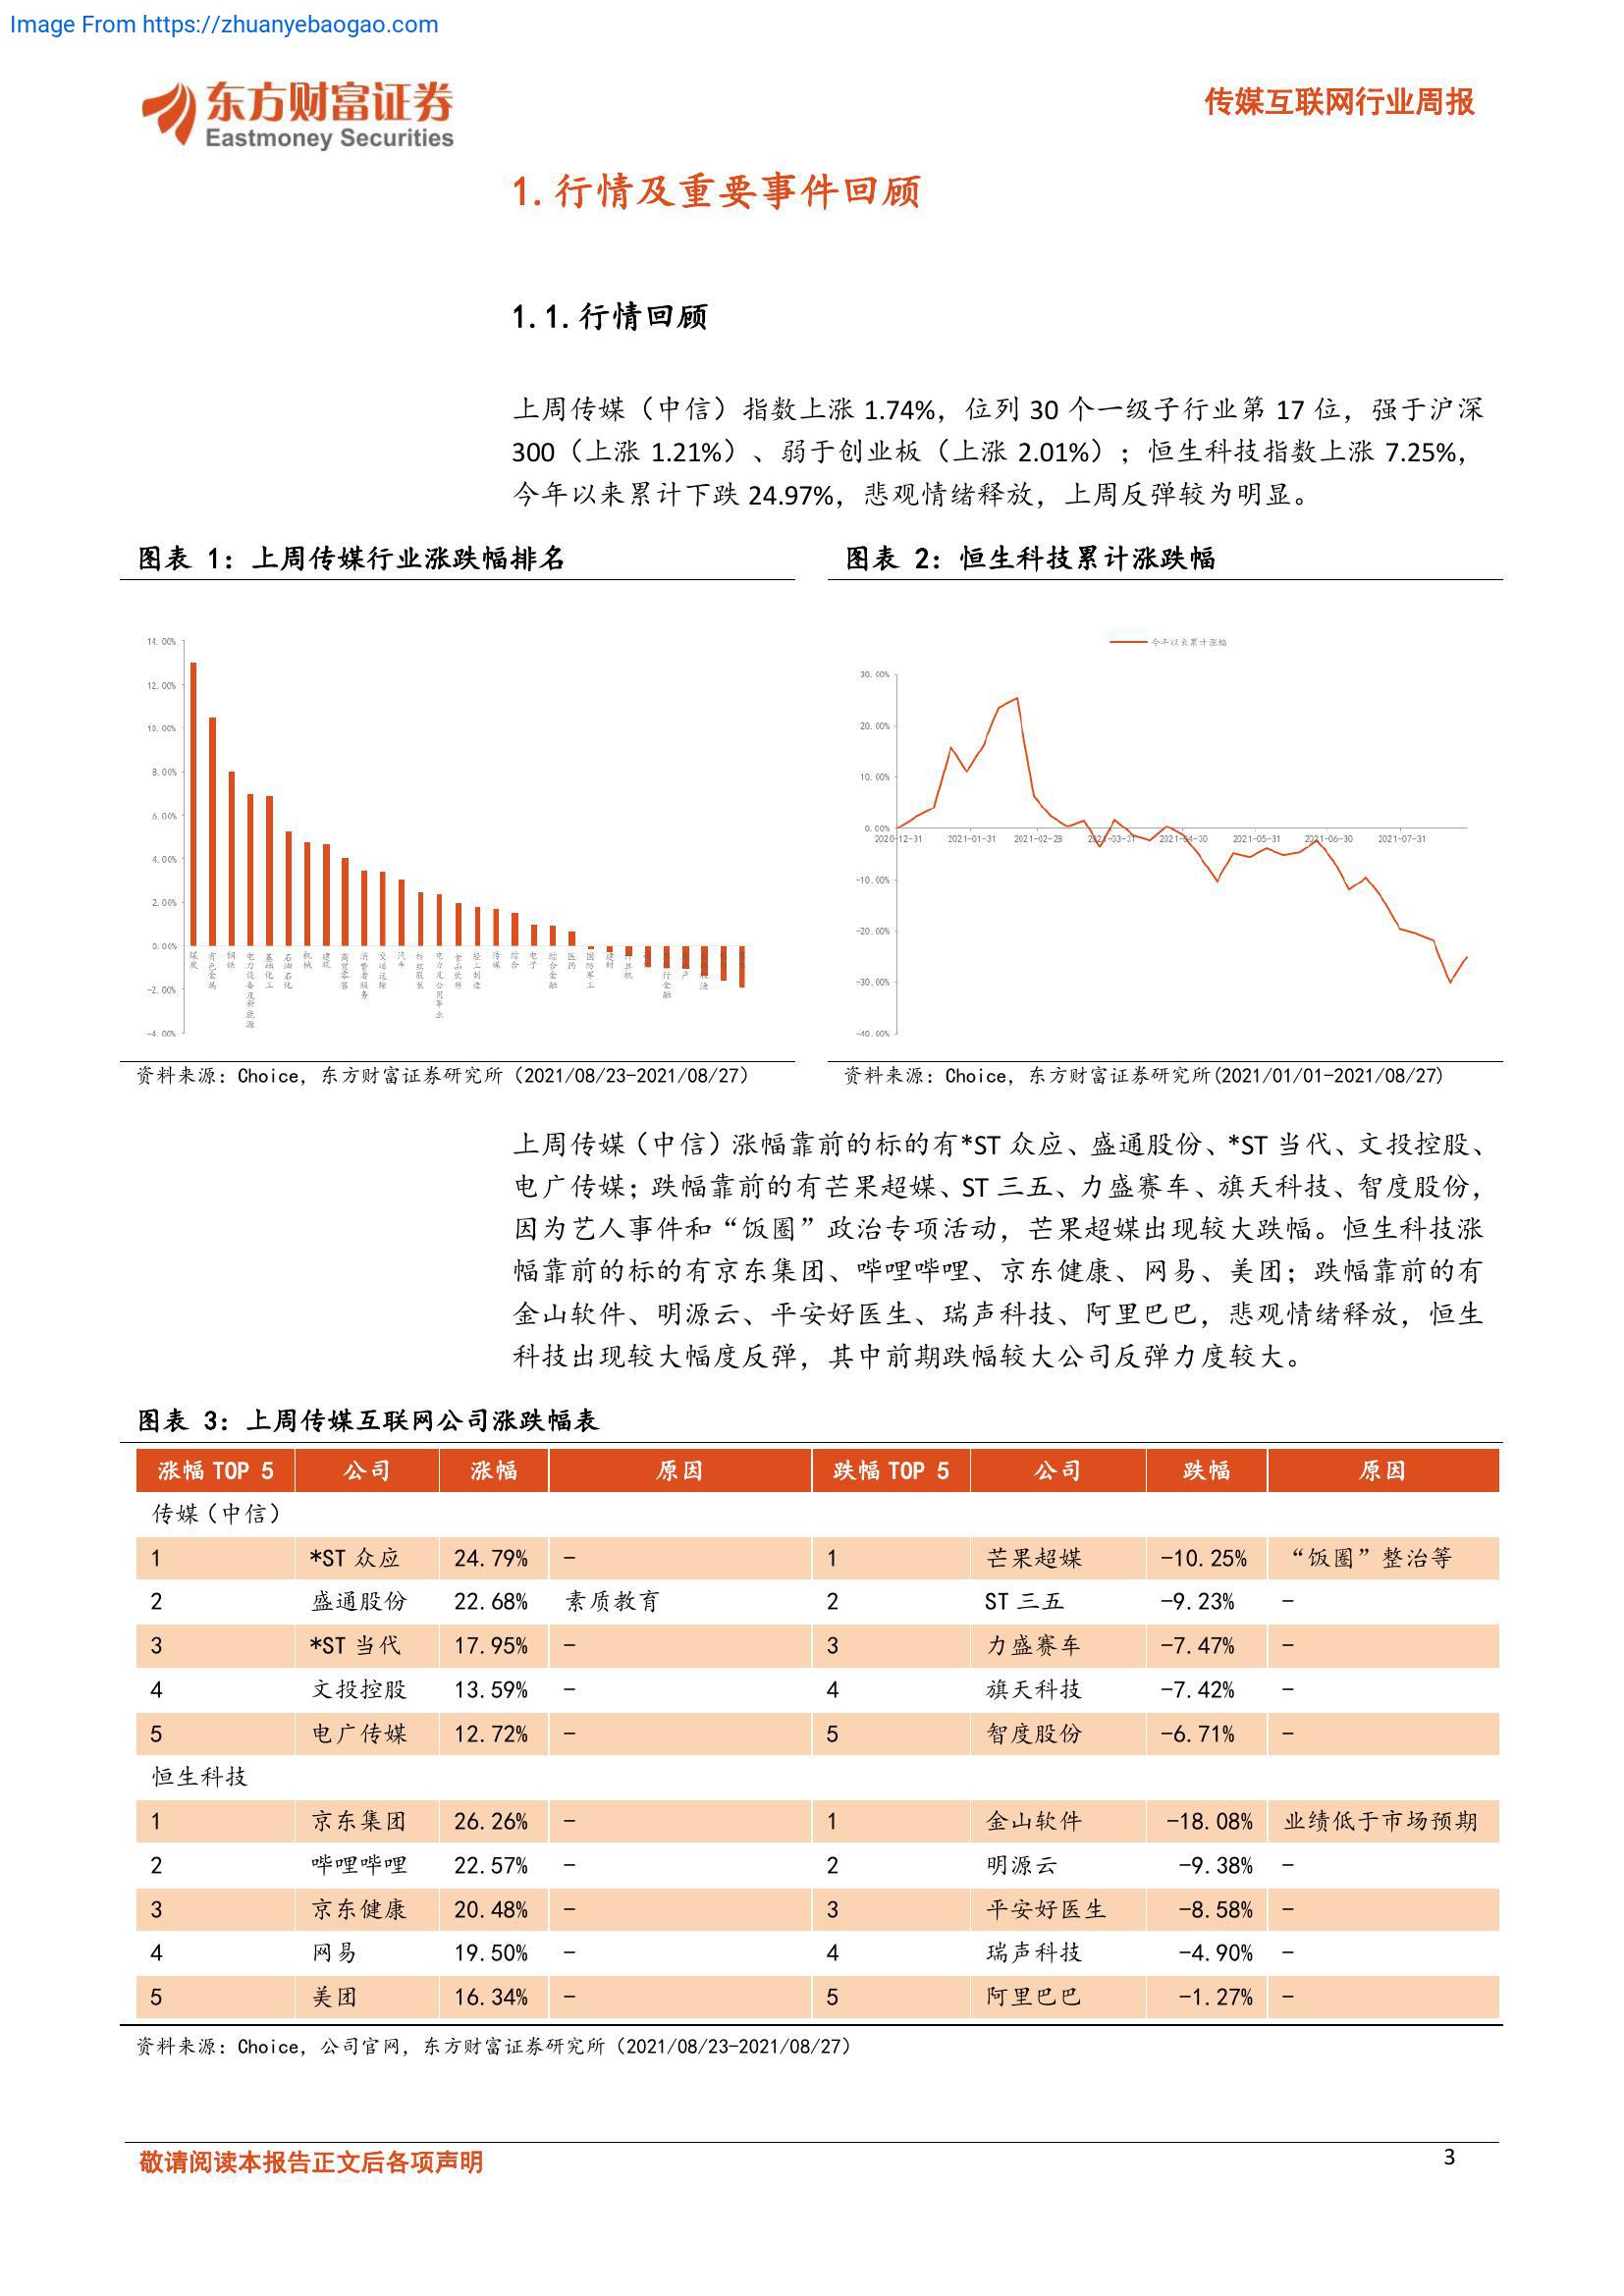 Image From https://zhuanyebaogao.com
东方财富证券
Eastmoney Securities
传媒互联网行业周报
1.行情及重要事件回顾
1.1.行情回顾
上周传媒（中信）指数上涨 1.74%，位列 30 个一级子行业第 17 位，强于沪深
300（上涨 1.21%）、弱于创业板（上涨 2.01%）；恒生科技指数上涨 7.25%，
今年以来累计下跌 24.97%，悲观情绪释放，上周反弹较为明显。
图表 1：上周传媒行业涨跌幅排名
14.00%
12.00%
10.00%
8.00%
6.00%
4.00%
2.00%
0.00%
-2.00%
-4.00%
煤炭 有色金属 钢铁 电力设备及新能源 基础化工 石油石化 机械 建筑 商贸零售 消费者服务 交通运输 汽车 纺织服装 电力及公用事业 食品饮料 轻工制造 传媒 综合 电子 综合金融 医药 国防军工 建材 计算机
资料来源：Choice，东方财富证券研究所（2021/08/23-2021/08/27）
图表 2：恒生科技累计涨跌幅
今年以来累计涨幅
30.00%
20.00%
10.00%
0.00%
2020-12-31 2021-01-31 2021-02-28 2021-03-31 2021-04-30 2021-05-31 2021-06-30 2021-07-31
-10.00%
-20.00%
-30.00%
-40.00%
资料来源：Choice，东方财富证券研究所(2021/01/01-2021/08/27)
上周传媒（中信）涨幅靠前的标的有*ST 众应、盛通股份、*ST 当代、文投控股、
电广传媒；跌幅靠前的有芒果超媒、ST 三五、力盛赛车、旗天科技、智度股份，
因为艺人事件和“饭圈”政治专项活动，芒果超媒出现较大跌幅。恒生科技涨
幅靠前的标的有京东集团、哔哩哔哩、京东健康、网易、美团；跌幅靠前的有
金山软件、明源云、平安好医生、瑞声科技、阿里巴巴，悲观情绪释放，恒生
科技出现较大幅度反弹，其中前期跌幅较大公司反弹力度较大。
图表 3：上周传媒互联网公司涨跌幅表
涨幅 TOP 5 公司 涨幅 原因 跌幅 TOP 5 公司 跌幅 原因
传媒（中信）
1 *ST 众应 24.79% - 1 芒果超媒 -10.25% “饭圈”整治等
2 盛通股份 22.68% 素质教育 2 ST 三五 -9.23% -
3 *ST 当代 17.95% - 3 力盛赛车 -7.47% -
4 文投控股 13.59% - 4 旗天科技 -7.42% -
5 电广传媒 12.72% - 5 智度股份 -6.71% -
恒生科技
1 京东集团 26.26% - 1 金山软件 -18.08% 业绩低于市场预期
2 哔哩哔哩 22.57% - 2 明源云 -9.38% -
3 京东健康 20.48% - 3 平安好医生 -8.58% -
4 网易 19.50% - 4 瑞声科技 -4.90% -
5 美团 16.34% - 5 阿里巴巴 -1.27% -
资料来源：Choice，公司官网，东方财富证券研究所（2021/08/23-2021/08/27）
敬请阅读本报告正文后各项声明
3